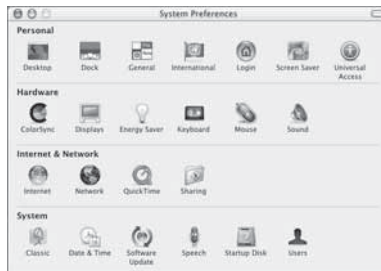 System Preferences
Personal
Desktop Dock General International Login Screen Saver Universal Access
Hardware
ColorSync Displays Energy Saver Keyboard Mouse Sound
Internet & Network
Internet Network QuickTime Sharing
System
Classic Date & Time Software Update Speech Startup Disk Users